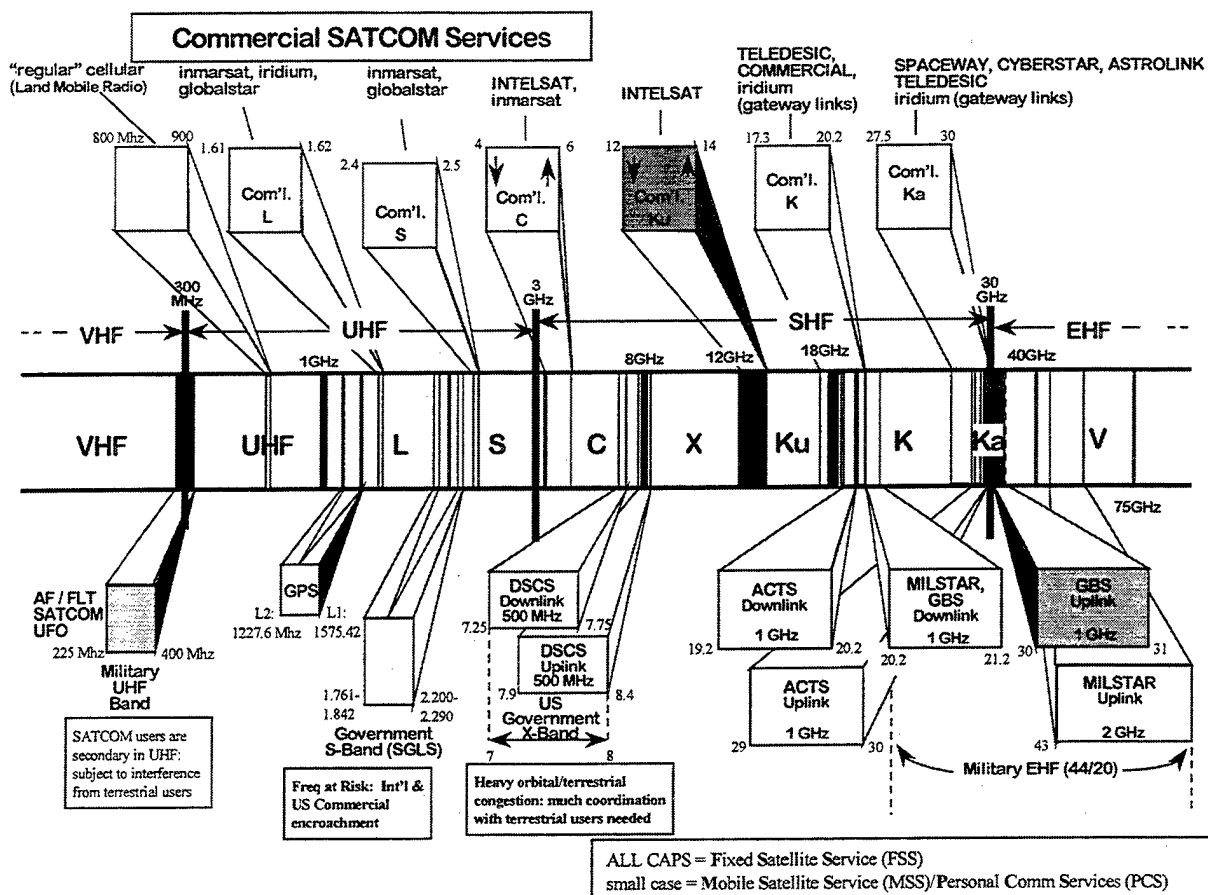 Commercial SATCOM Services
"regular" cellular
(Land Mobile Radio)
inmarsat, iridium,
globalstar
inmarsat,
globalstar
INTELSAT,
inmarsat
INTELSAT
TELEDESIC,
COMMERCIAL,
iridium
(gateway links)
SPACEWAY, CYBERSTAR, ASTROLINK
TELEDESIC
iridium (gateway links)
800 Mhz
900
1.61
1.62
Com'l.
L
2.4
2.5
Com'l.
S
4
6
Com'l.
C
12
14
Com'l.
Ku
17.3
20.2
Com'l.
K
27.5
30
Com'l.
Ka
300
MHz
3
GHz
30
GHz
VHF
UHF
SHF
EHF
1GHz
8GHz
12GHz
18GHz
40GHz
VHF
UHF
L
S
C
X
Ku
K
Ka
V
75GHz
AF / FLT
SATCOM
UFO
225 Mhz
400 Mhz
Military
UHF
Band
GPS
L2:
1227.6 Mhz
L1:
1575.42
1.761-
1.842
2.200-
2.290
Government
S-Band (SGLS)
DSCS
Downlink
500 MHz
7.25
7.75
DSCS
Uplink
500 MHz
7.9
8.4
US
Government
X-Band
7
8
ACTS
Downlink
1 GHz
19.2
20.2
ACTS
Uplink
1 GHz
29
30
MILSTAR,
GBS
Downlink
1 GHz
20.2
21.2
GBS
Uplink
1 GHz
30
31
MILSTAR
Uplink
2 GHz
43
Military EHF (44/20)
SATCOM users are
secondary in UHF:
subject to interference
from terrestrial users
Freq at Risk: Int'l &
US Commercial
encroachment
Heavy orbital/terrestrial
congestion: much coordination
with terrestrial users needed
ALL CAPS = Fixed Satellite Service (FSS)
small case = Mobile Satellite Service (MSS)/Personal Comm Services (PCS)